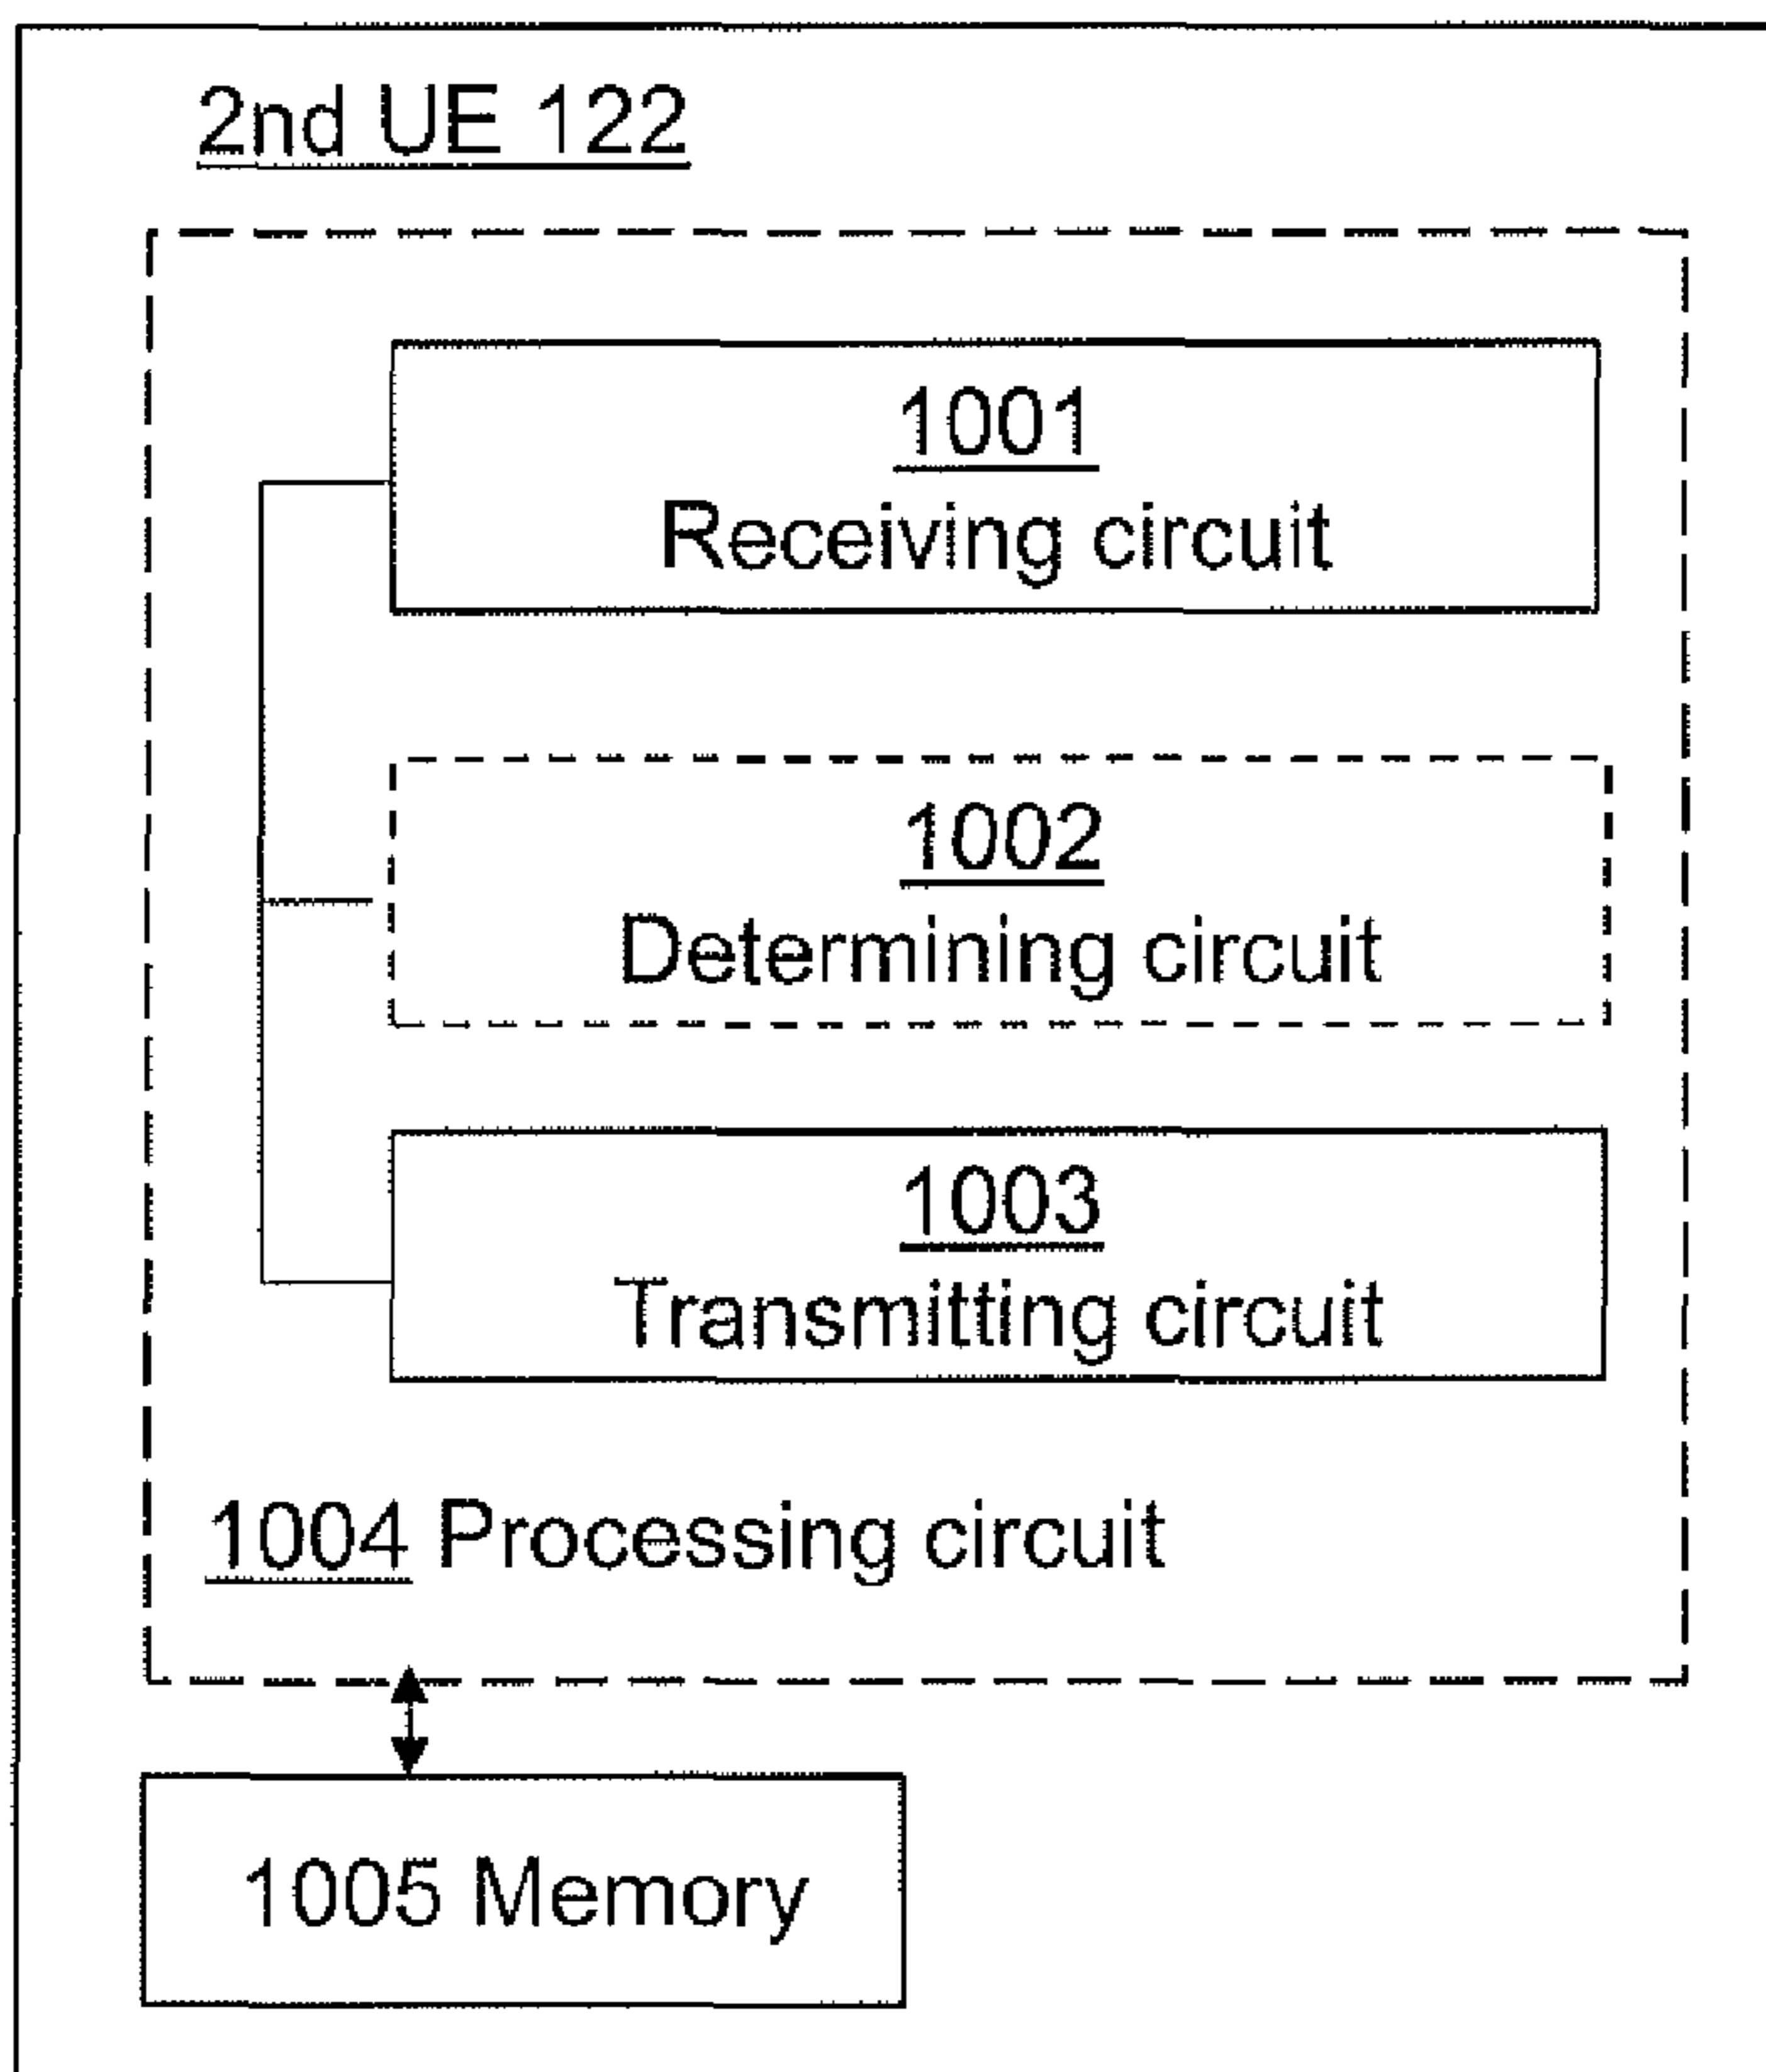 2nd UE 122
1001
Receiving circuit
1002
Determining circuit
1003
Transmitting circuit
1004 Processing circuit
1005 Memory